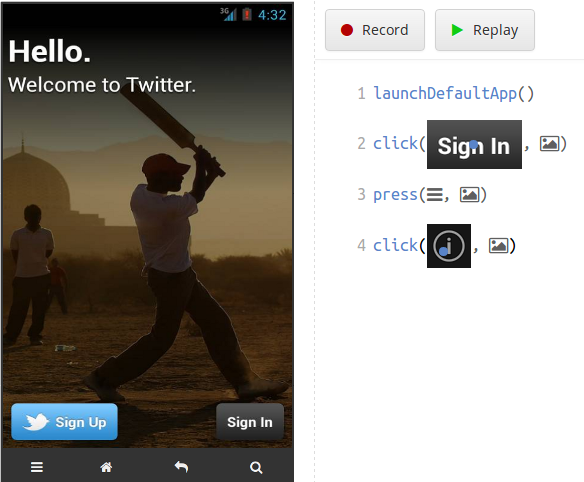 3G 4:32
Hello.
Welcome to Twitter.
Sign Up
Sign In
Record
Replay
1 launchDefaultApp()
2 click(Sign In, )
3 press(, )
4 click(i, )